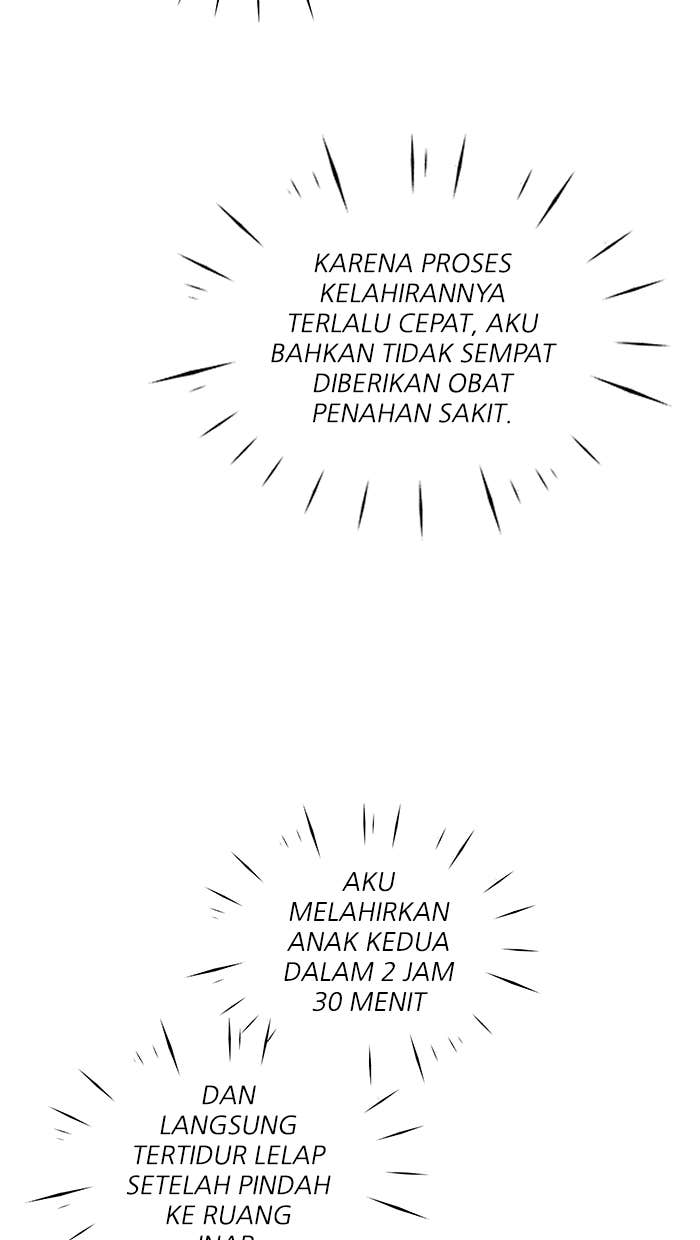 KARENA PROSES
KELAHIRANNYA
TERLALU CEPAT, AKU
BAHKAN TIDAK SEMPAT
DIBERIKAN OBAT
PENAHAN SAKIT.
AKU
MELAHIRKAN
ANAK KEDUA
DALAM 2 JAM
30 MENIT
DAN
LANGSUNG
TERTIDUR LELAP
SETELAH PINDAH
KE RUANG
INAP